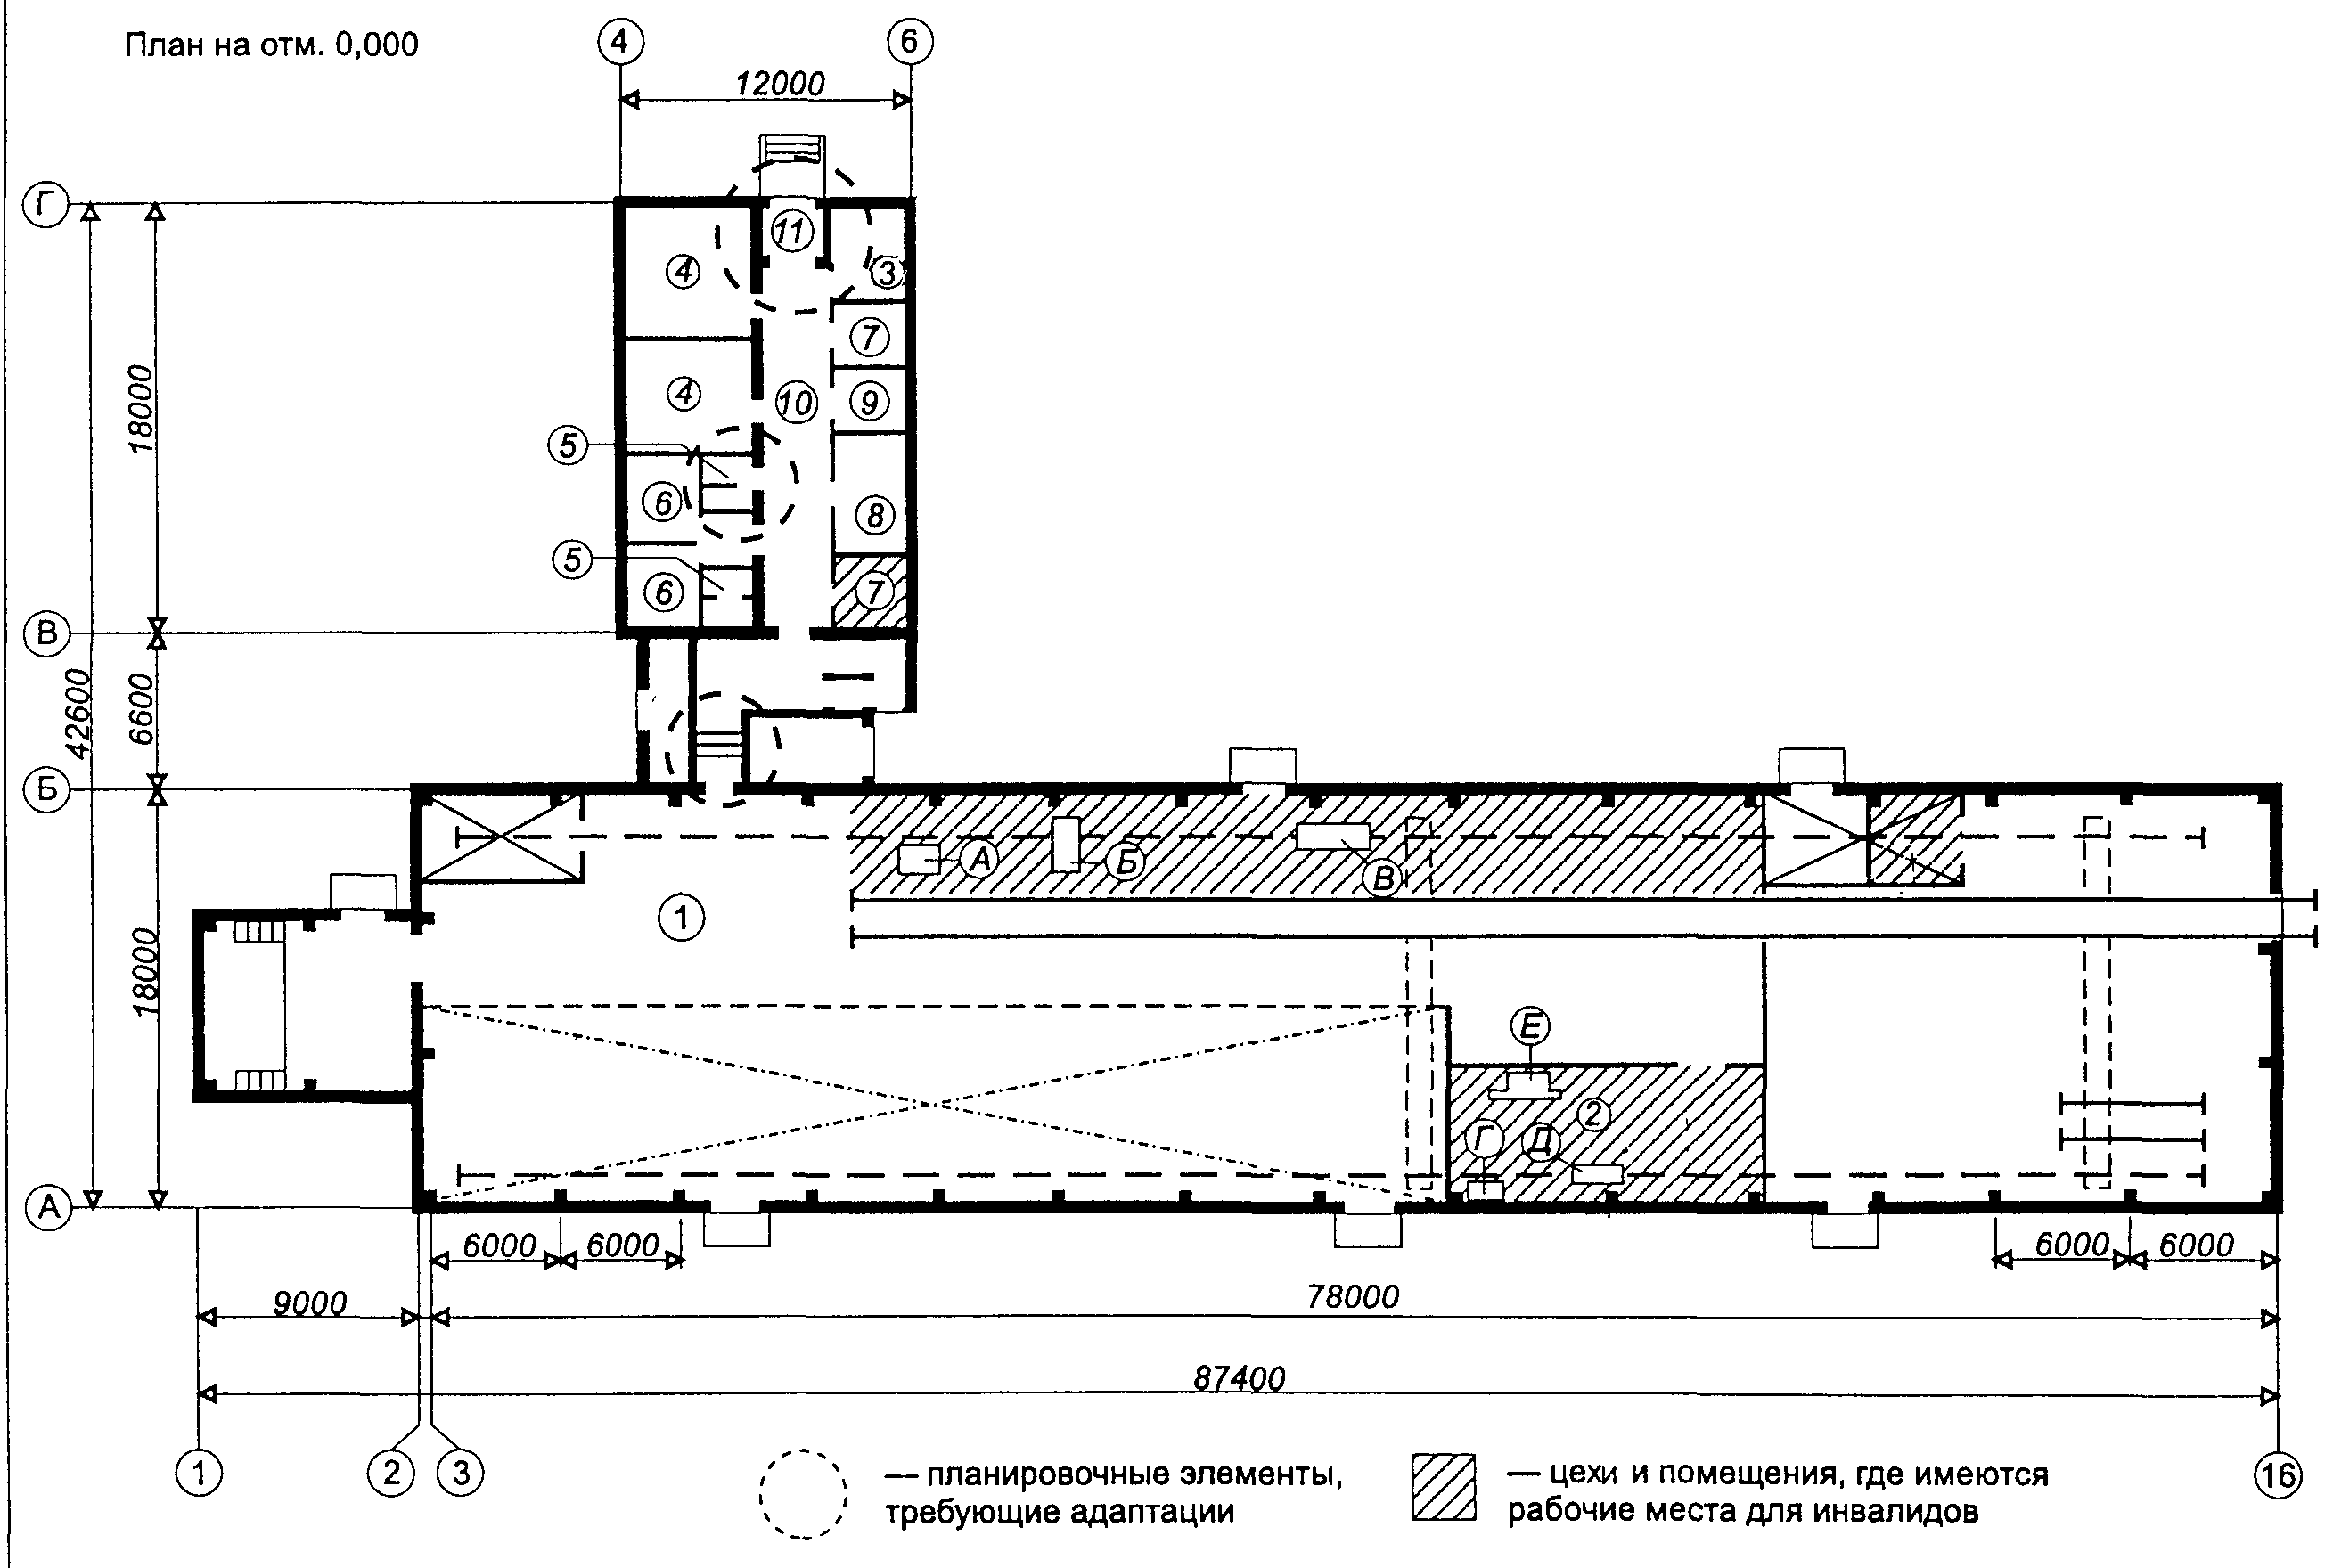 План на отм. 0,000
4
6
12000
Г
11
4
3
7
18000
4
10
9
5
6
8
5
6
7
В
42600
6600
Б
А
Б
В
1
18000
Е
2
Г
Д
А
6000
6000
6000
6000
9000
78000
87400
1
2
3
16
— планировочные элементы,
требующие адаптации
— цехи и помещения, где имеются
рабочие места для инвалидов